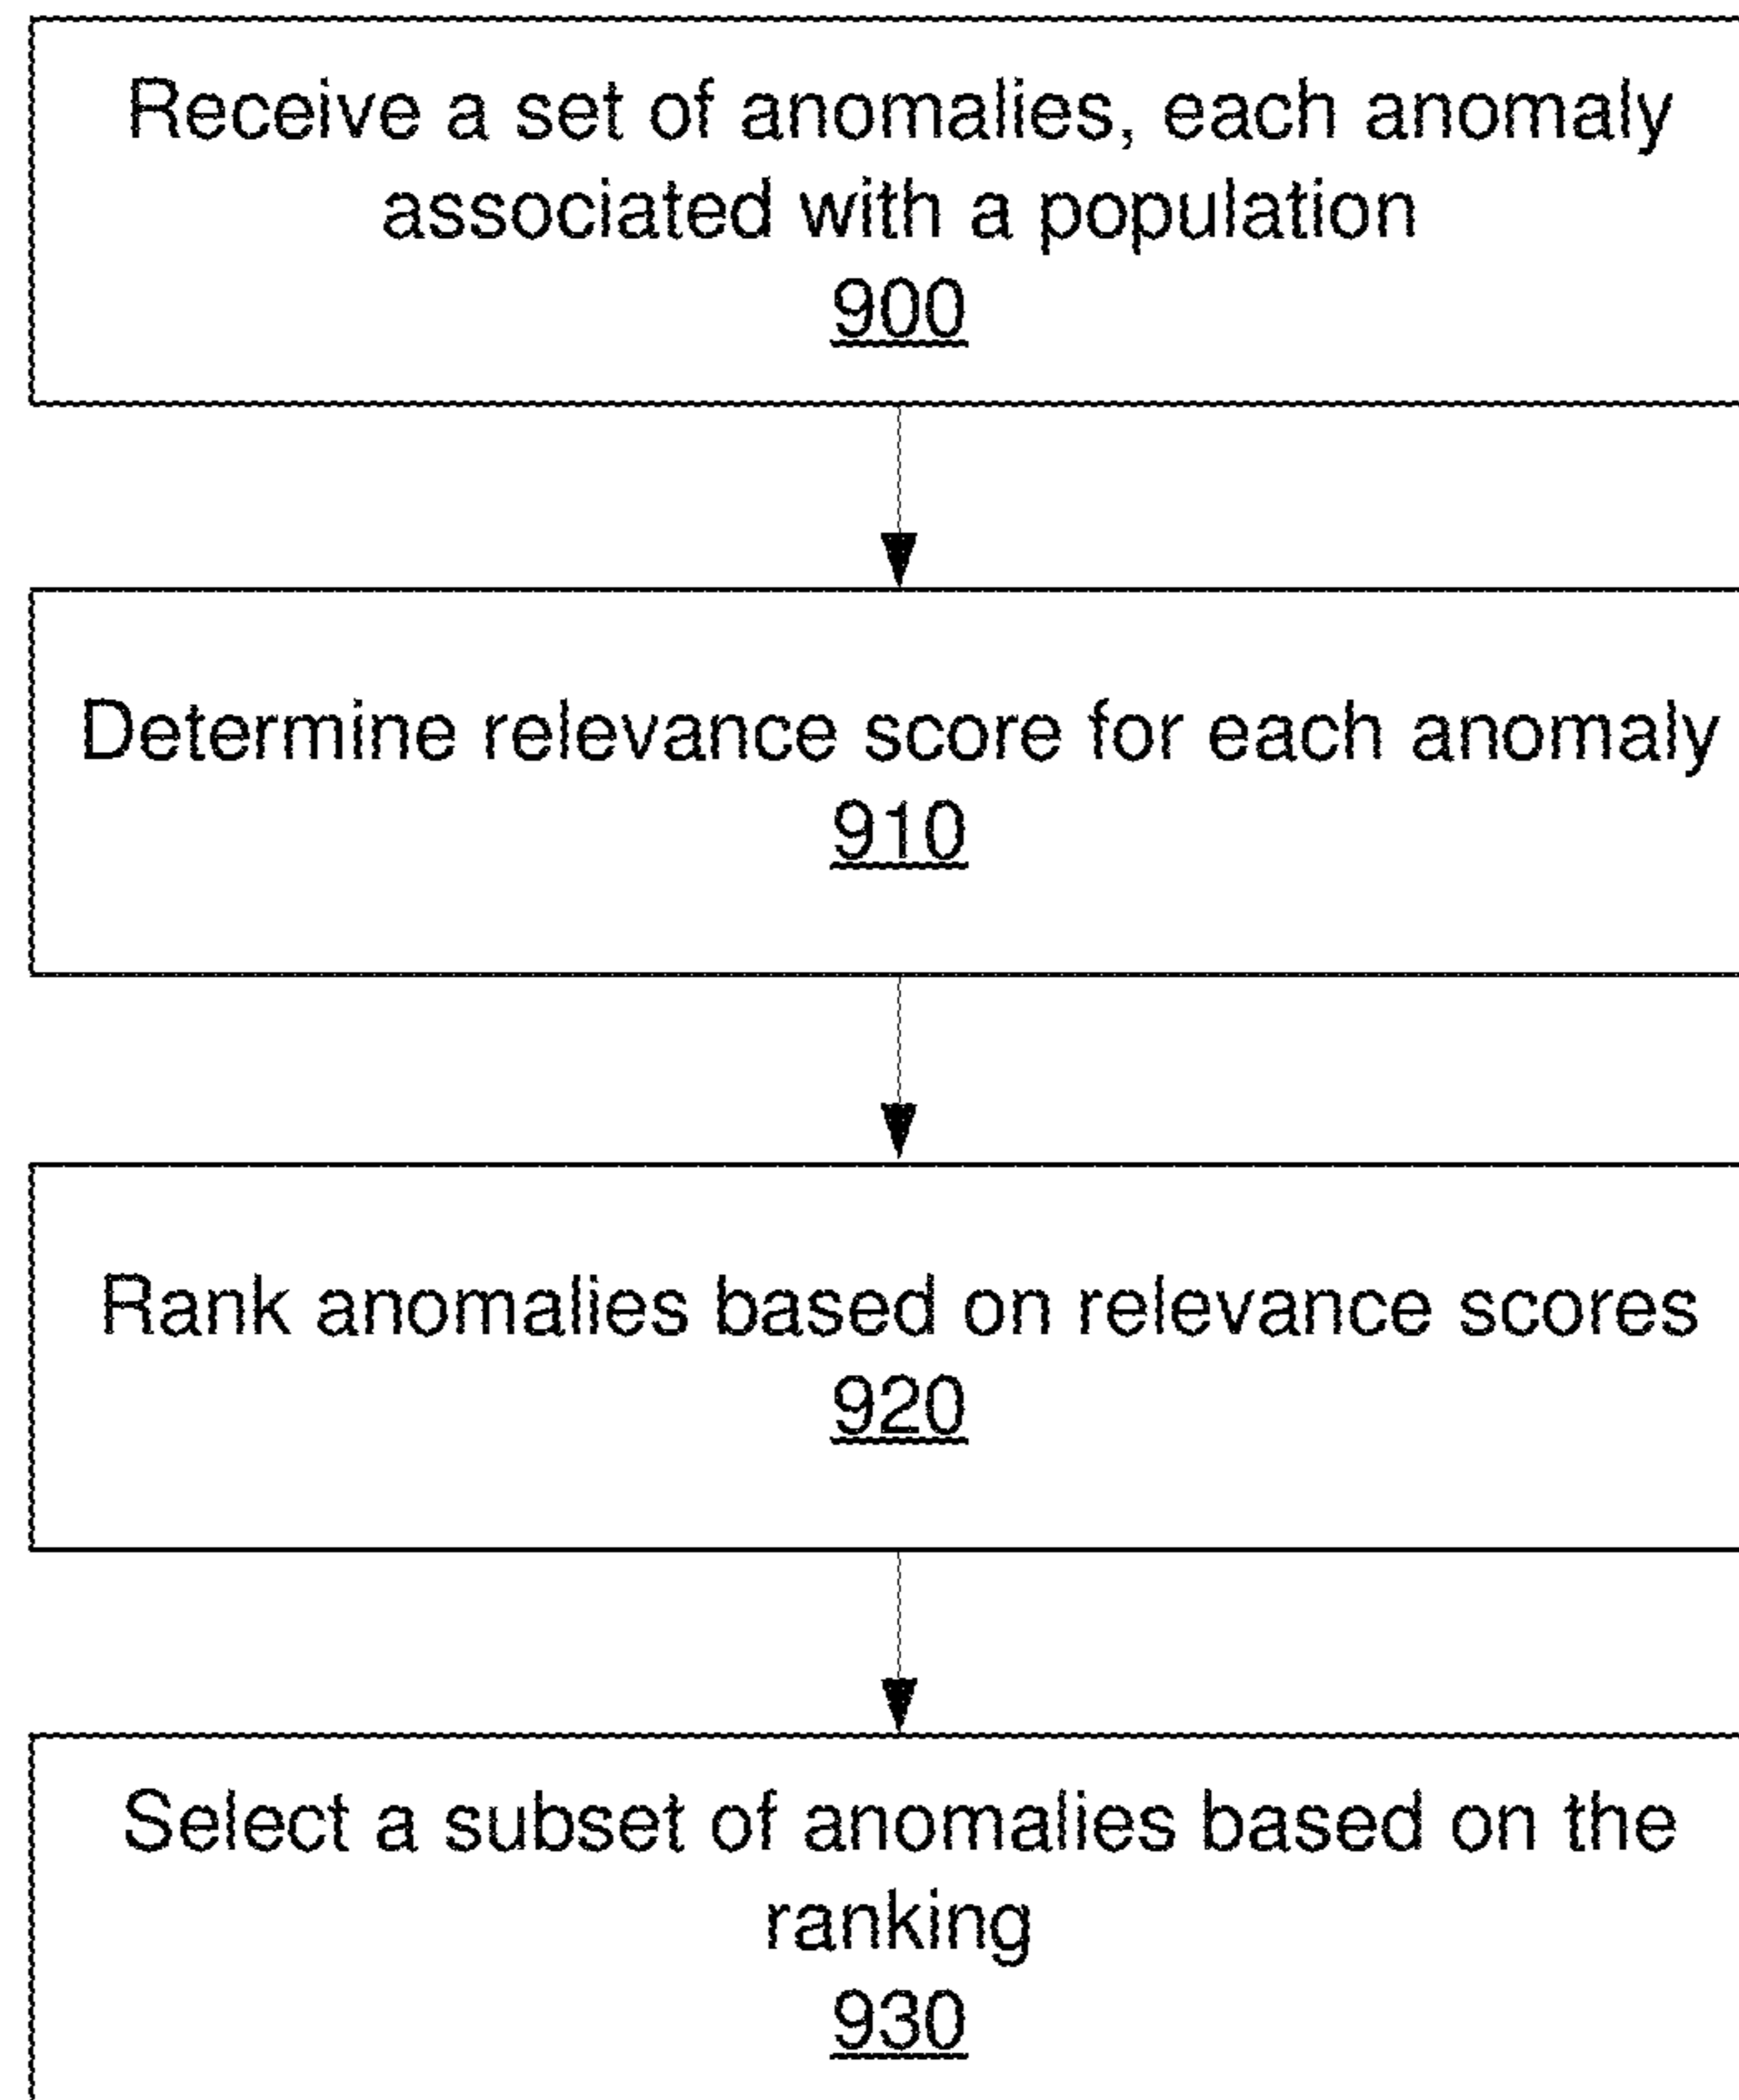 Receive a set of anomalies, each anomaly
associated with a population
900
Determine relevance score for each anomaly
910
Rank anomalies based on relevance scores
920
Select a subset of anomalies based on the
ranking
930